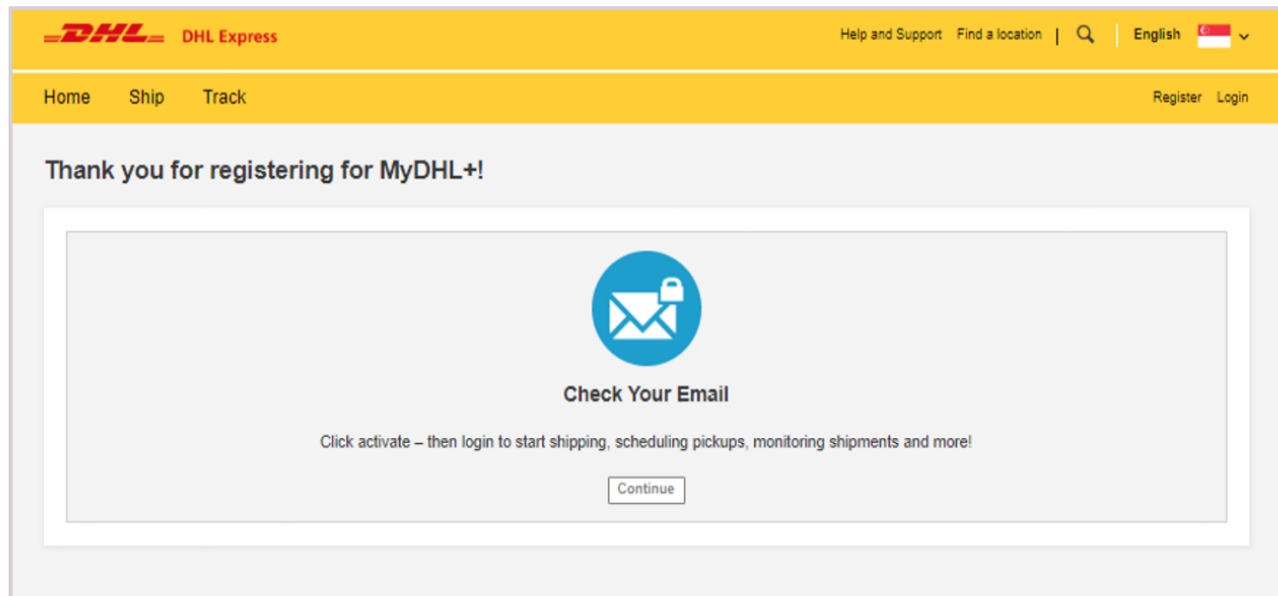 DHL DHL Express
Help and Support Find a location | English
Home Ship Track
Register Login
Thank you for registering for MyDHL+!
Check Your Email
Click activate – then login to start shipping, scheduling pickups, monitoring shipments and more!
Continue